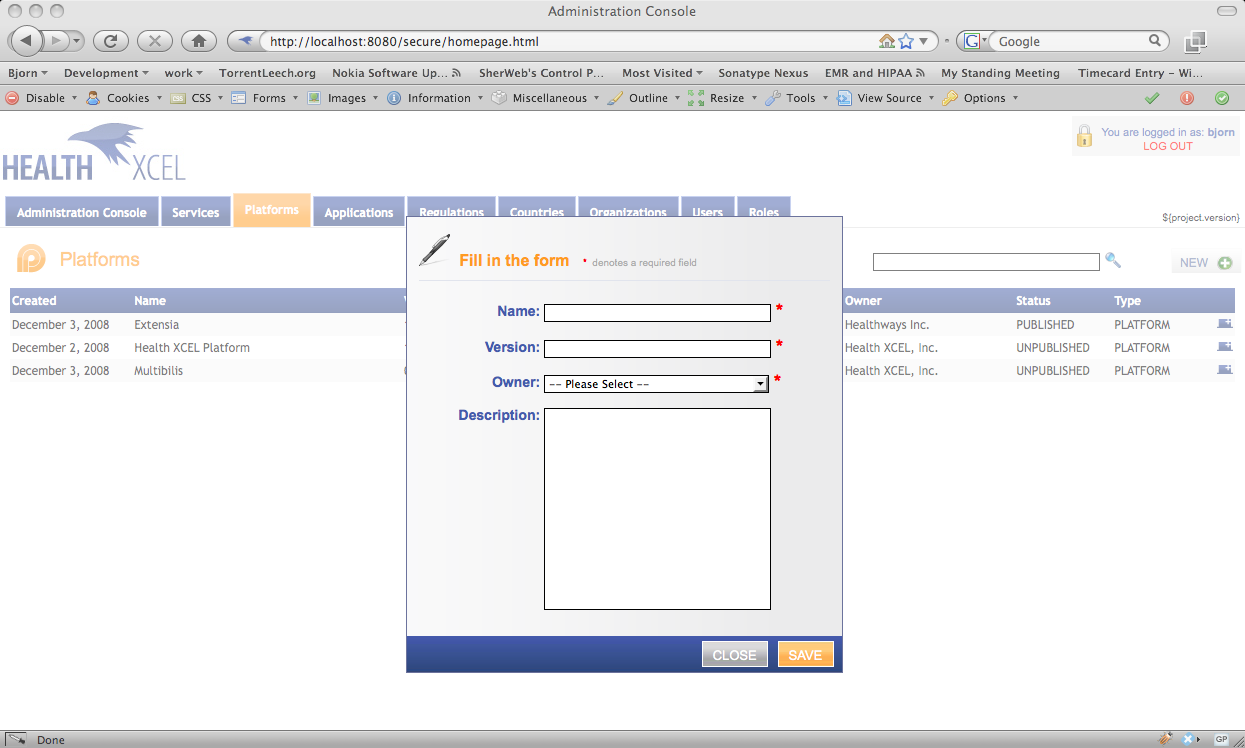 Administration Console
http://localhost:8080/secure/homepage.html
G Google
Bjorn Development work TorrentLeech.org Nokia Software Up... SherWeb's Control P... Most Visited Sonatype Nexus EMR and HIPAA My Standing Meeting Timecard Entry – Wi...
Disable Cookies CSS Forms Images Information Miscellaneous Outline Resize Tools View Source Options
HEALTH XCEL
You are logged in as: bjorn
LOG OUT
Administration Console Services Platforms Applications Regulations Countries Organizations Users Roles
${project.version}
Platforms
NEW
Created Name Owner Status Type
December 3, 2008 Extensia Healthways Inc. PUBLISHED PLATFORM
December 2, 2008 Health XCEL Platform Health XCEL, Inc. UNPUBLISHED PLATFORM
December 3, 2008 Multibilis Health XCEL, Inc. UNPUBLISHED PLATFORM
Fill in the form * denotes a required field
Name: *
Version: *
Owner: -- Please Select -- *
Description:
CLOSE SAVE
Done
GP